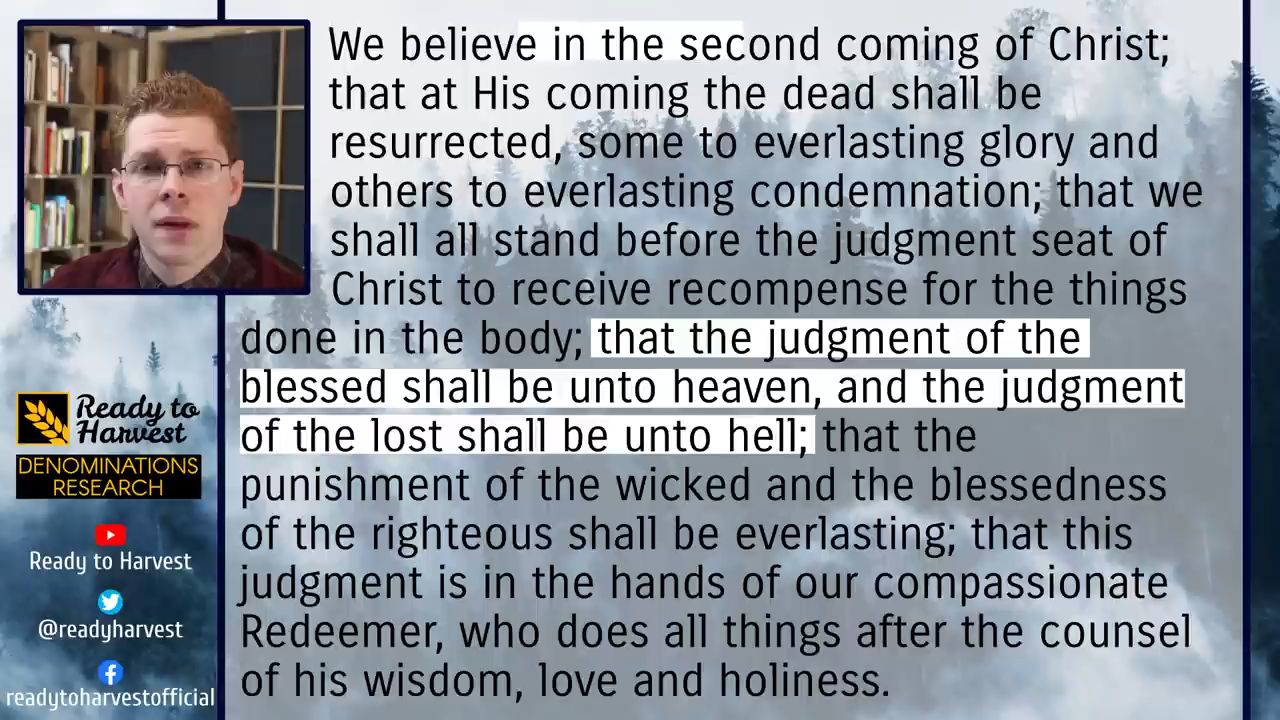 We believe in the second coming of Christ;
that at His coming the dead shall be
resurrected, some to everlasting glory and
others to everlasting condemnation; that we
shall all stand before the judgment seat of
Christ to receive recompense for the things
done in the body; that the judgment of the
blessed shall be unto heaven, and the judgment
of the lost shall be unto hell; that the
punishment of the wicked and the blessedness
of the righteous shall be everlasting; that this
judgment is in the hands of our compassionate
Redeemer, who does all things after the counsel
of his wisdom, love and holiness.
Ready to
Harvest
DENOMINATIONS
RESEARCH
Ready to Harvest
@readyharvest
readytoharvestofficial